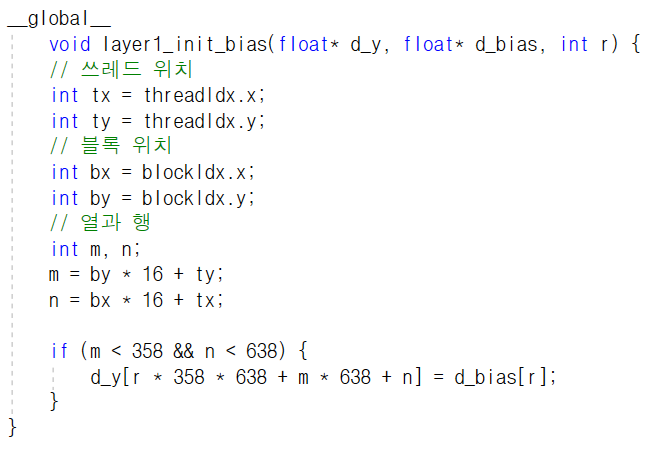 __global__
void layer1_init_bias(float* d_y, float* d_bias, int r) {
// 쓰레드 위치
int tx = threadIdx.x;
int ty = threadIdx.y;
// 블록 위치
int bx = blockIdx.x;
int by = blockIdx.y;
// 열과 행
int m, n;
m = by * 16 + ty;
n = bx * 16 + tx;
if (m < 358 && n < 638) {
d_y[r * 358 * 638 + m * 638 + n] = d_bias[r];
}
}